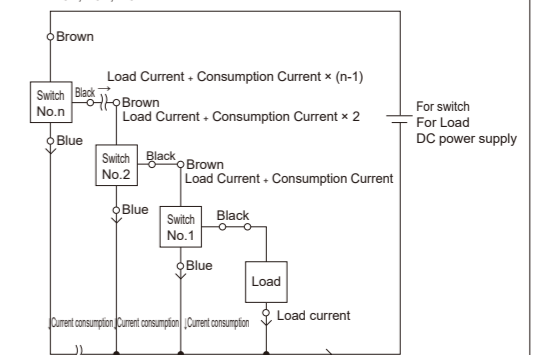 Brown
Load Current + Consumption Current × (n-1)
Switch
No.n
Black
Brown
Load Current + Consumption Current × 2
For switch
For Load
DC power supply
Blue
Switch
No.2
Black
Brown
Load Current + Consumption Current
Blue
Switch
No.1
Black
Blue
Load
Load current
Current consumption
Current consumption
Current consumption